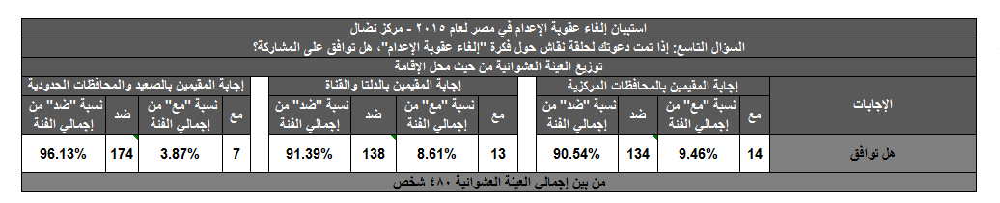 استبيان إلغاء عقوبة الإعدام في مصر لعام ٢٠١٥ - مركز نضال
السؤال التاسع: إذا تمت دعوتك لحلقة نقاش حول فكرة "إلغاء عقوبة الإعدام"، هل توافق على المشاركة؟
توزيع العينة العشوائية من حيث محل الإقامة
الإجابات إجابة المقيمين بالمحافظات المركزية إجابة المقيمين بالدلتا والقناة إجابة المقيمين بالصعيد والمحافظات الحدودية
مع نسبة "مع" من إجمالي الفئة ضد نسبة "ضد" من إجمالي الفئة مع نسبة "مع" من إجمالي الفئة ضد نسبة "ضد" من إجمالي الفئة مع نسبة "مع" من إجمالي الفئة ضد نسبة "ضد" من إجمالي الفئة
هل توافق 14 9.46% 134 90.54% 13 8.61% 138 91.39% 7 3.87% 174 96.13%
من بين إجمالي العينة العشوائية ٤٨٠ شخص